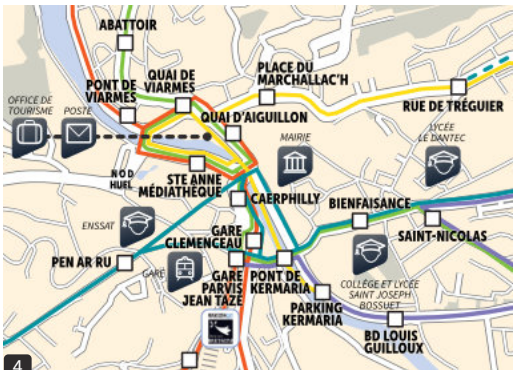 ABATTOIR
PONT DE
VIARMES
QUAI DE
VIARMES
PLACE DU
MARCHALLAC'H
RUE DE TRÉGUIER
OFFICE DE
TOURISME
POSTE
QUAI D'AIGUILLON
MAIRIE
LYCÉE
LE DANTEC
NOD
HUEL
STE ANNE
MÉDIATHÈQUE
CAERPHILLY
BIENFAISANCE
ENSSAT
GARE
CLEMENCEAU
SAINT-NICOLAS
PEN AR RU
GARE
GARE
PARVIS
JEAN TAZÉ
PONT DE
KERMARIA
COLLÈGE ET LYCÉE
SAINT JOSEPH
BOSSUET
PARKING
KERMARIA
BD LOUIS
GUILLOUX
4